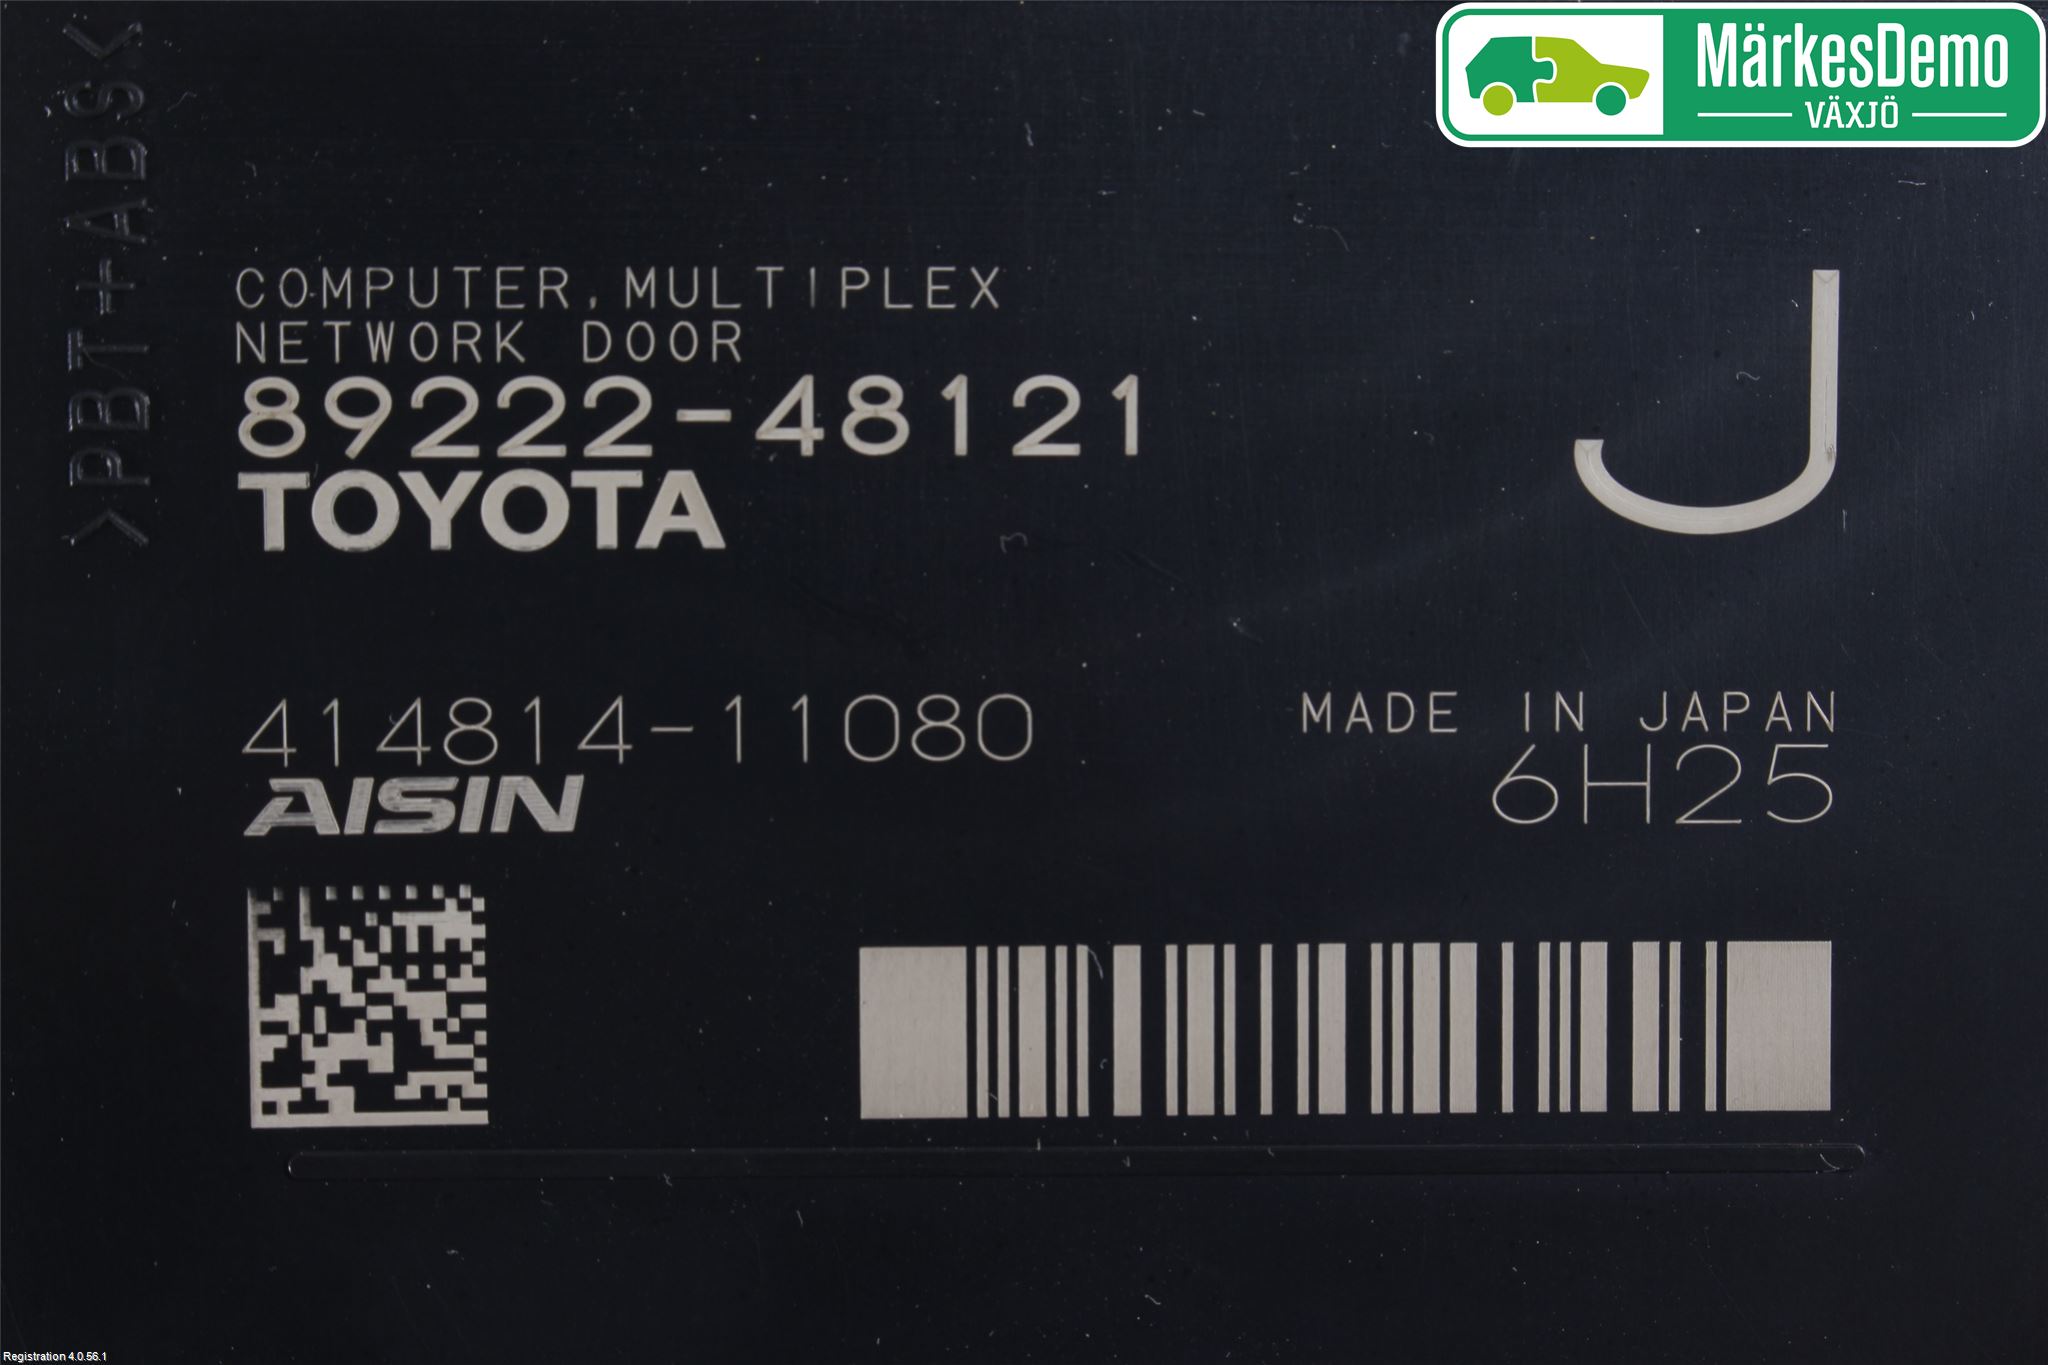 MärkesDemo
VÄXJÖ
>PBT+ABS<
COMPUTER,MULTIPLEX
NETWORK DOOR
89222-48121
TOYOTA
J
414814-11080
AISIN
MADE IN JAPAN
6H25
Registration 4.0.56.1